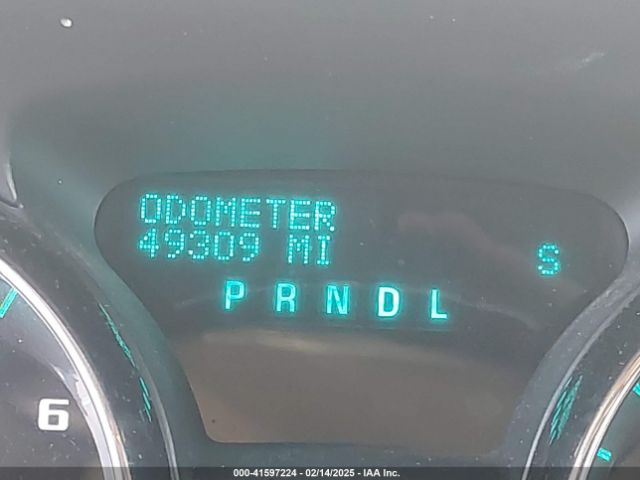 ODOMETER
49309 MI
S
P R N D L
6
000-41597224 - 02/14/2025 - IAA Inc.